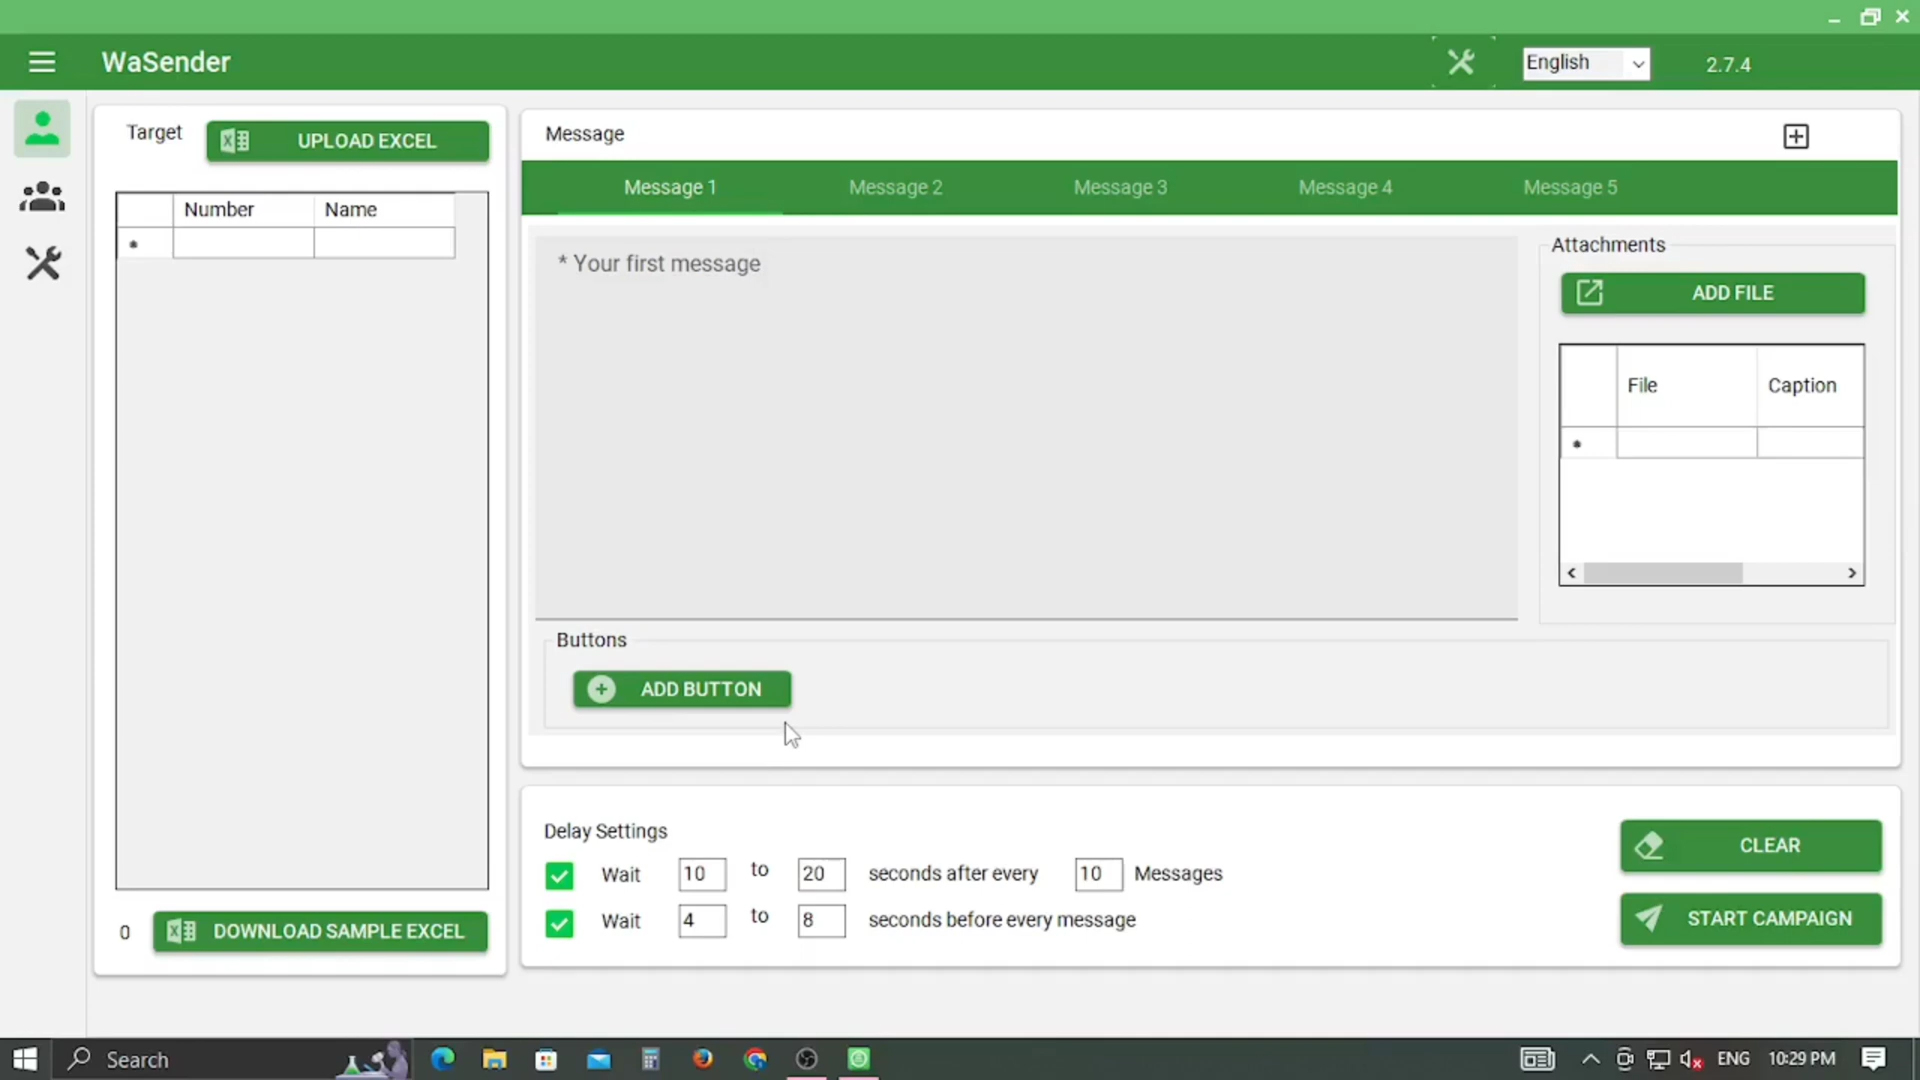 WaSender
English
2.7.4
Target
UPLOAD EXCEL
Number Name
*
0
DOWNLOAD SAMPLE EXCEL
Message
Message 1 Message 2 Message 3 Message 4 Message 5
* Your first message
Attachments
ADD FILE
File Caption
*
Buttons
ADD BUTTON
Delay Settings
Wait 10 to 20 seconds after every 10 Messages
Wait 4 to 8 seconds before every message
CLEAR
START CAMPAIGN
Search
ENG
10:29 PM